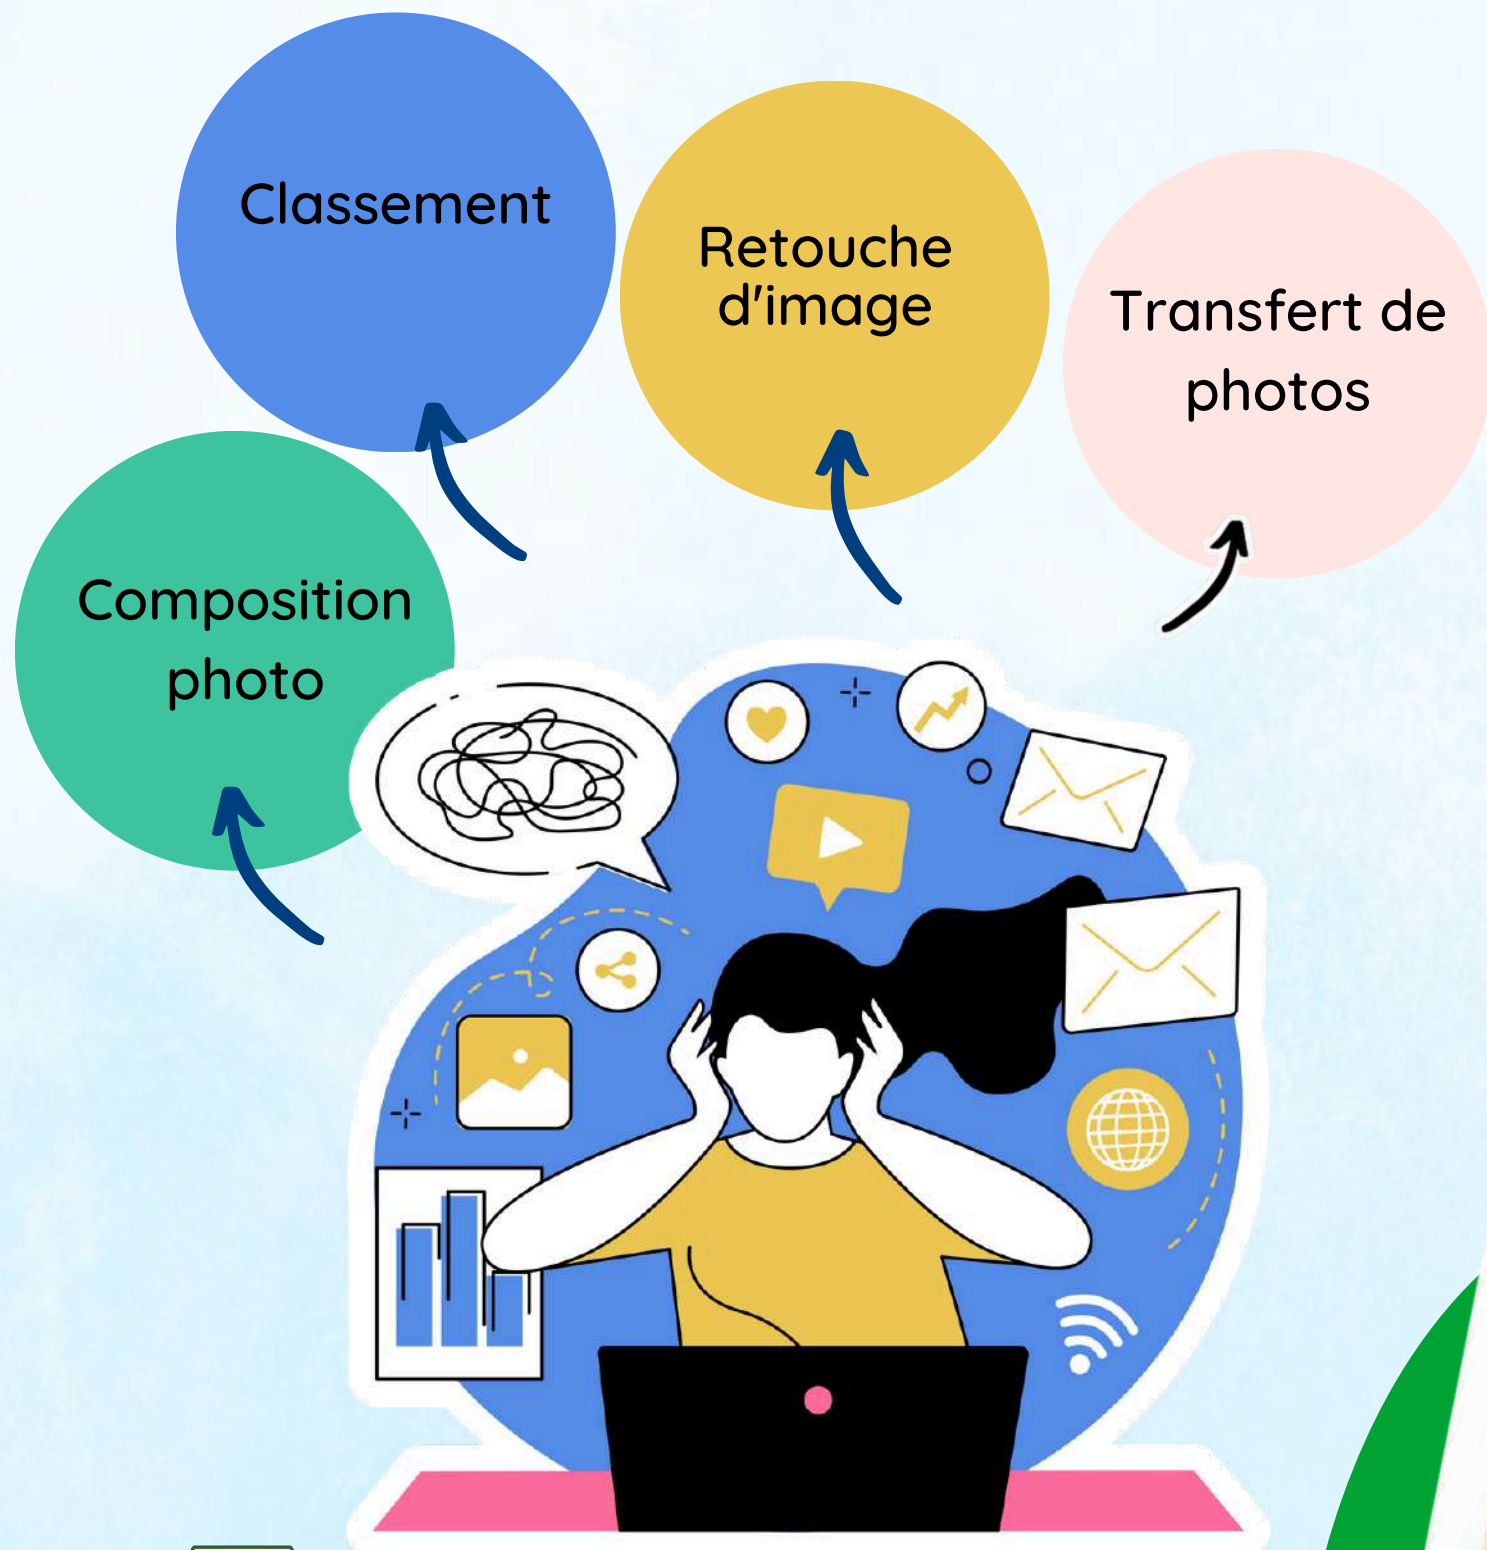 Classement
Retouche
d'image
Transfert de
photos
Composition
photo